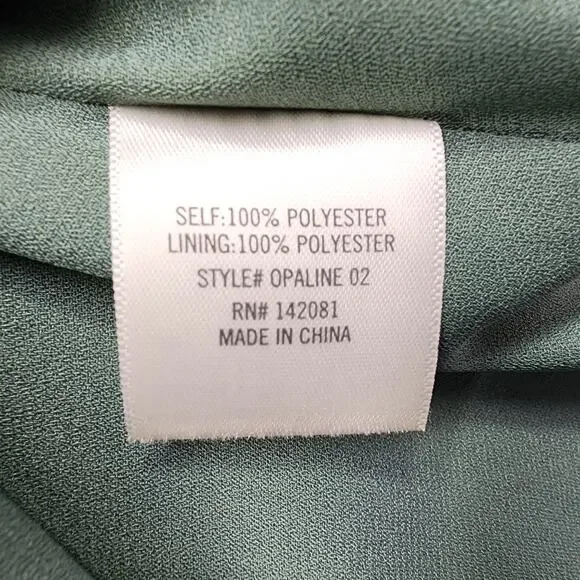 SELF:100% POLYESTER
LINING:100% POLYESTER
STYLE# OPALINE 02
RN# 142081
MADE IN CHINA